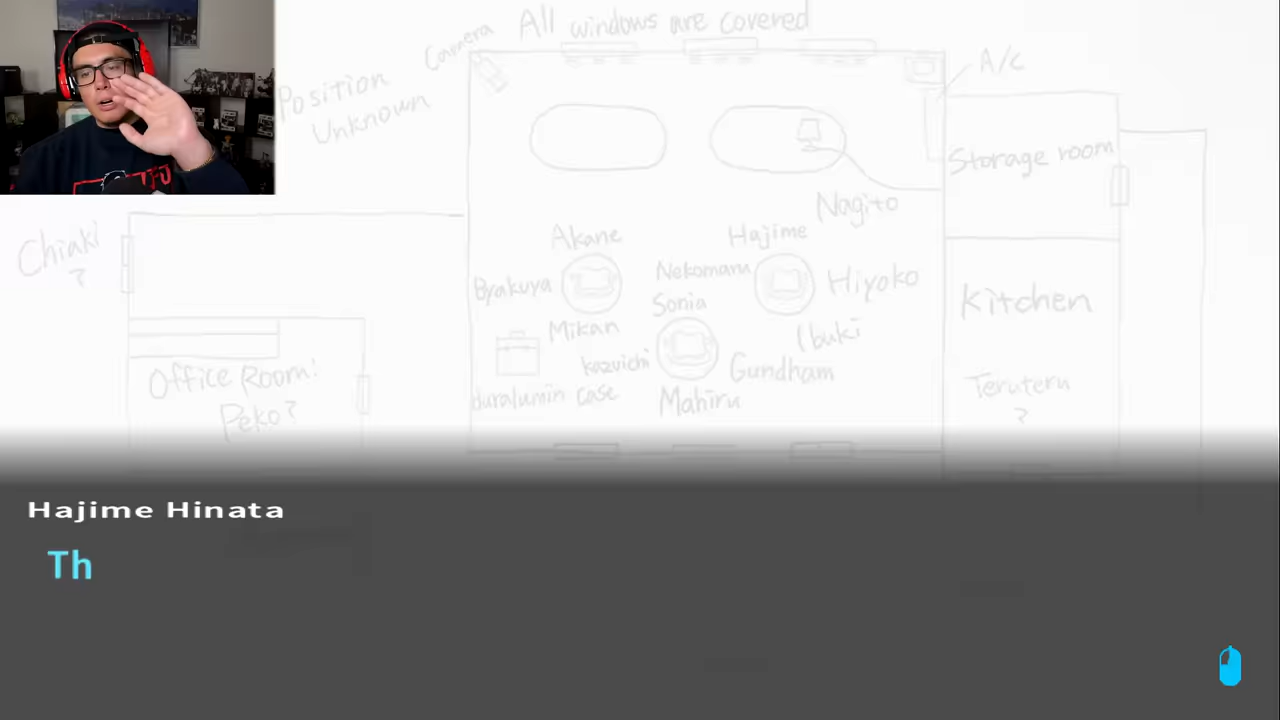 All windows are covered
Camera
A/c
Position
Unknown
Storage room
Nagito
Chiaki
?
Akane
Hajime
Byakuya
Nekomaru
Hiyoko
Sonia
Kitchen
Mikan
Ibuki
kazuichi
Gundham
Office Room:
Peko?
duralumin case
Mahiru
Teruteru
?
Hajime Hinata
Th